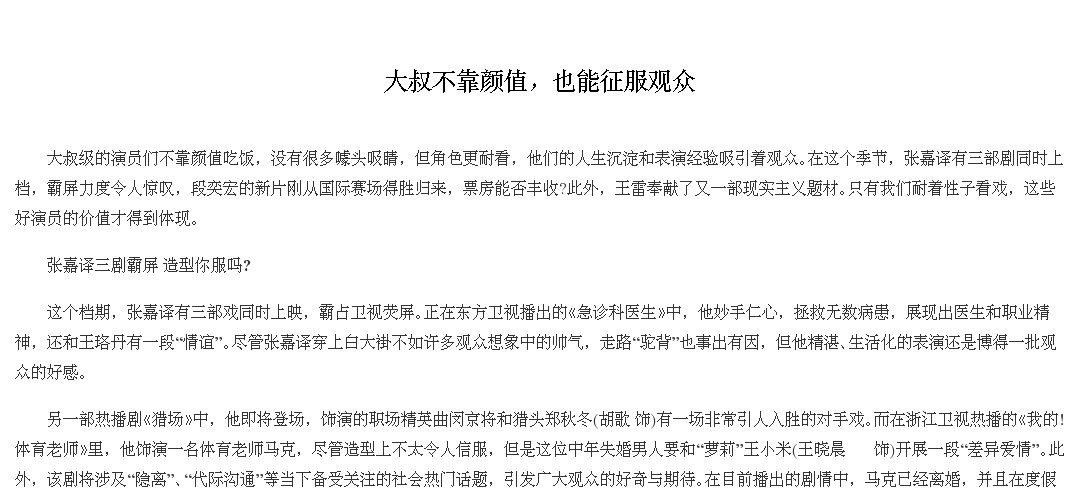 大叔不靠颜值，也能征服观众
大叔级的演员们不靠颜值吃饭，没有很多噱头吸睛，但角色更耐看，他们的人生沉淀和表演经验吸引着观众。在这个季节，张嘉译有三部剧同时上
档，霸屏力度令人惊叹，段奕宏的新片刚从国际赛场得胜归来，票房能否丰收?此外，王雷奉献了又一部现实主义题材。只有我们耐着性子看戏，这些
好演员的价值才得到体现。
张嘉译三剧霸屏 造型你服吗?
这个档期，张嘉译有三部戏同时上映，霸占卫视荧屏。正在东方卫视播出的《急诊科医生》中，他妙手仁心，拯救无数病患，展现出医生和职业精
神，还和王珞丹有一段“情谊”。尽管张嘉译穿上白大褂不如许多观众想象中的帅气，走路“驼背”也事出有因，但他精湛、生活化的表演还是博得一批观
众的好感。
另一部热播剧《猎场》中，他即将登场，饰演的职场精英曲闵京将和猎头郑秋冬(胡歌 饰)有一场非常引人入胜的对手戏。而在浙江卫视热播的《我的!
体育老师》里，他饰演一名体育老师马克，尽管造型上不太令人信服，但是这位中年失婚男人要和“萝莉”王小米(王晓晨 饰)开展一段“差异爱情”。此
外，该剧将涉及“隐离”、“代际沟通”等当下备受关注的社会热门话题，引发广大观众的好奇与期待。在目前播出的剧情中，马克已经离婚，并且在度假